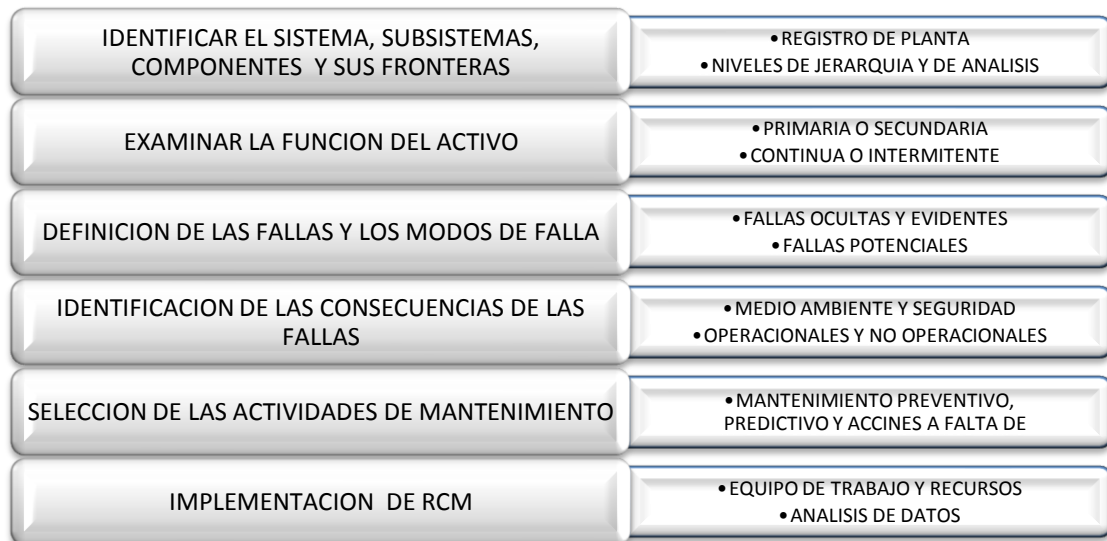 IDENTIFICAR EL SISTEMA, SUBSISTEMAS,
COMPONENTES Y SUS FRONTERAS
•REGISTRO DE PLANTA
•NIVELES DE JERARQUIA Y DE ANALISIS
EXAMINAR LA FUNCION DEL ACTIVO
•PRIMARIA O SECUNDARIA
•CONTINUA O INTERMITENTE
DEFINICION DE LAS FALLAS Y LOS MODOS DE FALLA
•FALLAS OCULTAS Y EVIDENTES
•FALLAS POTENCIALES
IDENTIFICACION DE LAS CONSECUENCIAS DE LAS
FALLAS
•MEDIO AMBIENTE Y SEGURIDAD
•OPERACIONALES Y NO OPERACIONALES
SELECCION DE LAS ACTIVIDADES DE MANTENIMIENTO
•MANTENIMIENTO PREVENTIVO,
PREDICTIVO Y ACCINES A FALTA DE
IMPLEMENTACION DE RCM
•EQUIPO DE TRABAJO Y RECURSOS
•ANALISIS DE DATOS